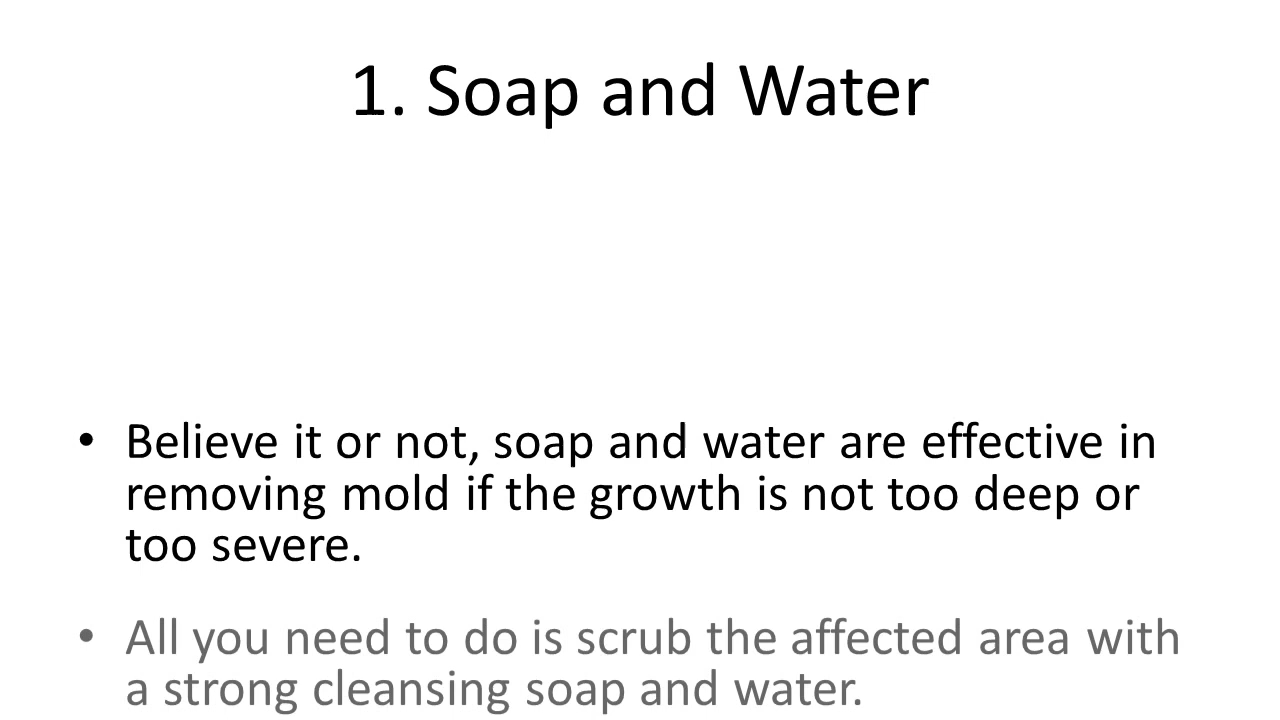 1. Soap and Water
• Believe it or not, soap and water are effective in
removing mold if the growth is not too deep or
too severe.
• All you need to do is scrub the affected area with
a strong cleansing soap and water.